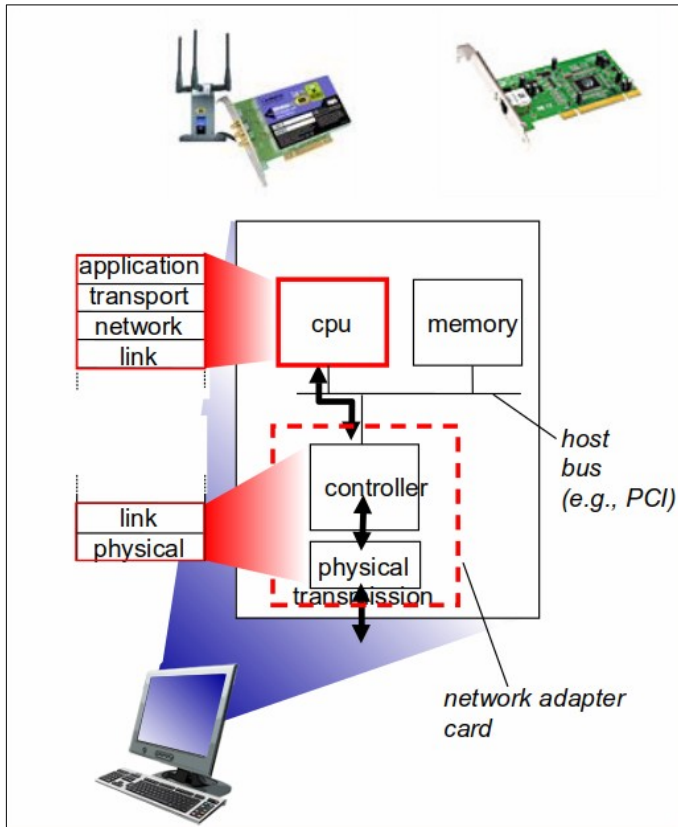 application
transport
network
link
cpu
memory
host
bus
(e.g., PCI)
controller
link
physical
physical
transmission
network adapter
card